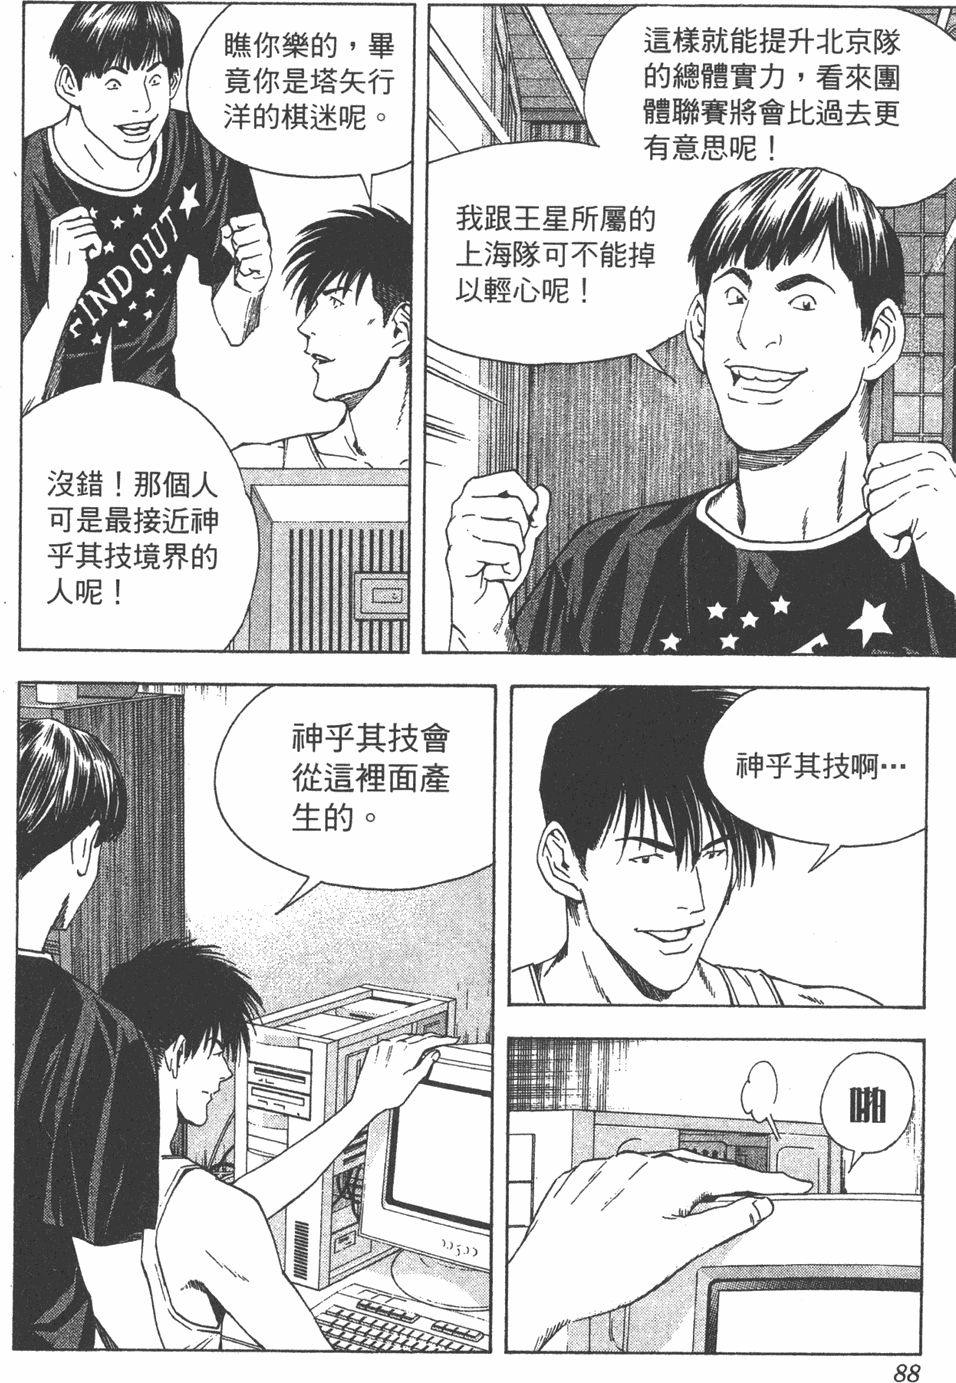 這樣就能提升北京隊
的總體實力，看來團
體聯賽將會比過去更
有意思呢！
我跟王星所屬的
上海隊可不能掉
以輕心呢！
瞧你樂的，畢
竟你是塔矢行
洋的棋迷呢。
FIND OUT
沒錯！那個人
可是最接近神
乎其技境界的
人呢！
神乎其技啊…
神乎其技會
從這裡面產
生的。
啪
88